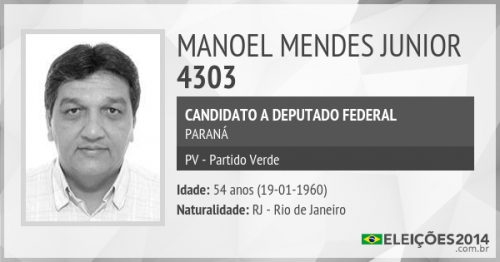 MANOEL MENDES JUNIOR
4303
CANDIDATO A DEPUTADO FEDERAL
PARANÁ
PV - Partido Verde
Idade: 54 anos (19-01-1960)
Naturalidade: RJ - Rio de Janeiro
ELEIÇÕES2014
.com.br